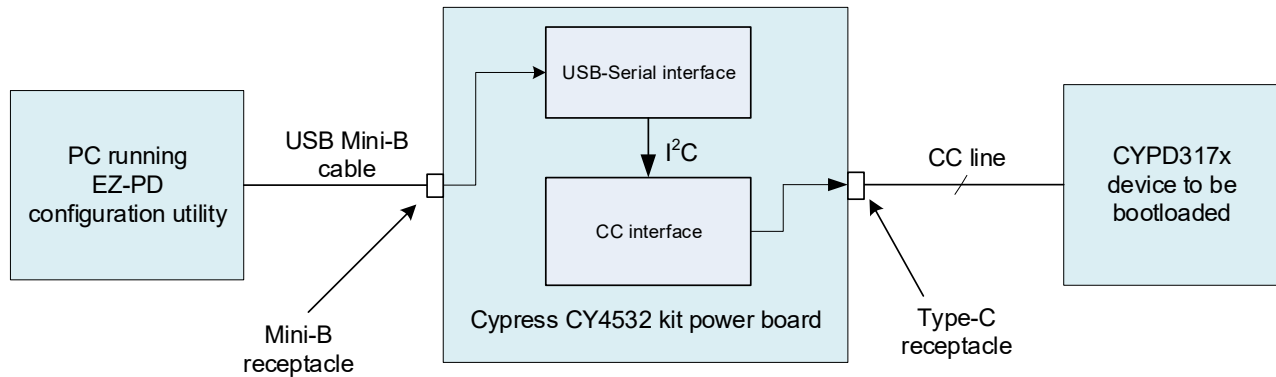 PC running
EZ-PD
configuration utility
USB Mini-B
cable
Mini-B
receptacle
USB-Serial interface
I²C
CC interface
Cypress CY4532 kit power board
CC line
Type-C
receptacle
CYPD317x
device to be
bootloaded